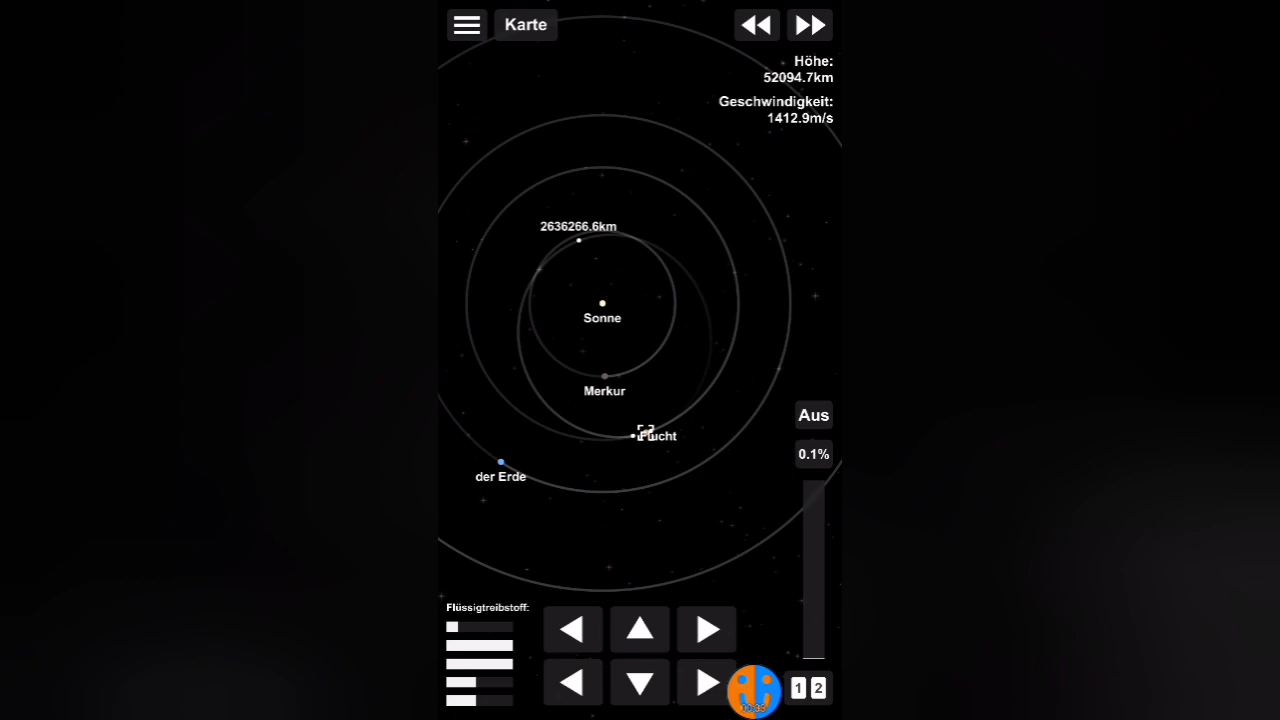 Karte
Höhe:
52094.7km
Geschwindigkeit:
1412.9m/s
2636266.6km
Sonne
Merkur
Flucht
der Erde
Aus
0.1%
Flüssigtreibstoff:
1 2